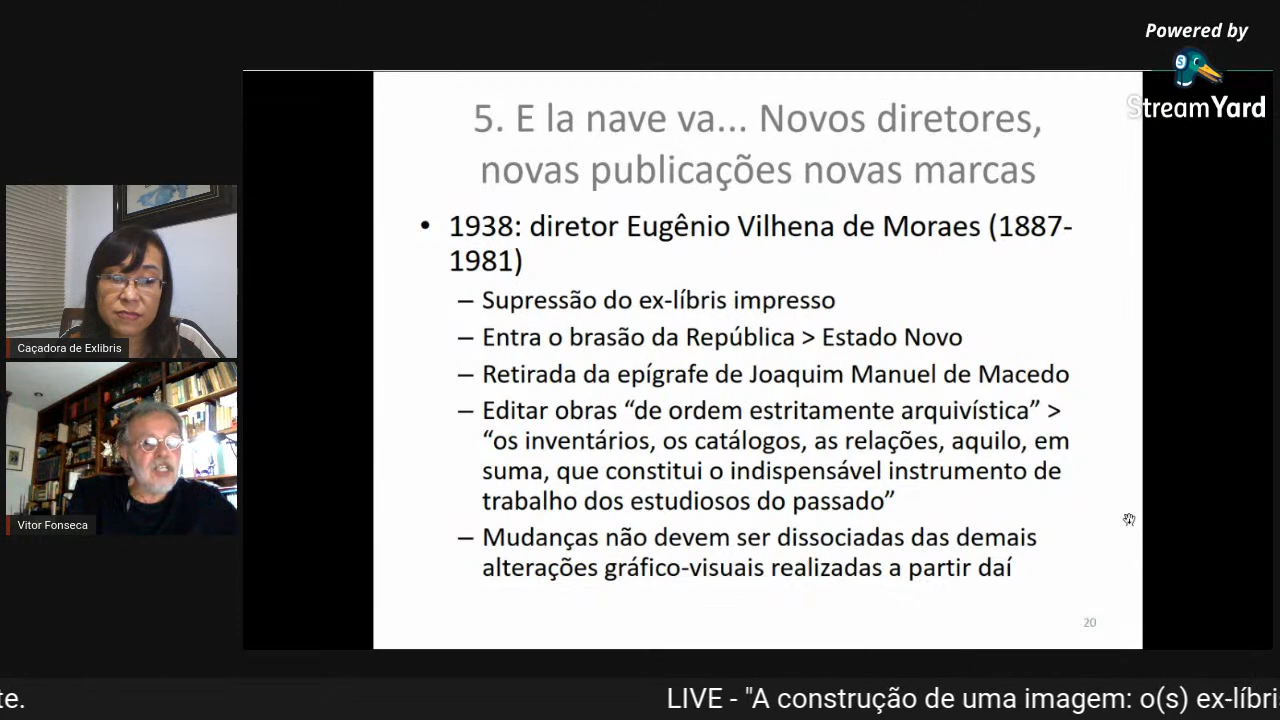 Powered by
StreamYard
5. E la nave va... Novos diretores,
novas publicações novas marcas
• 1938: diretor Eugênio Vilhena de Moraes (1887-
1981)
– Supressão do ex-líbris impresso
– Entra o brasão da República > Estado Novo
– Retirada da epígrafe de Joaquim Manuel de Macedo
– Editar obras “de ordem estritamente arquivística” >
“os inventários, os catálogos, as relações, aquilo, em
suma, que constitui o indispensável instrumento de
trabalho dos estudiosos do passado”
– Mudanças não devem ser dissociadas das demais
alterações gráfico-visuais realizadas a partir daí
20
Caçadora de Exlibris
Vitor Fonseca
te. LIVE - "A construção de uma imagem: o(s) ex-líbri